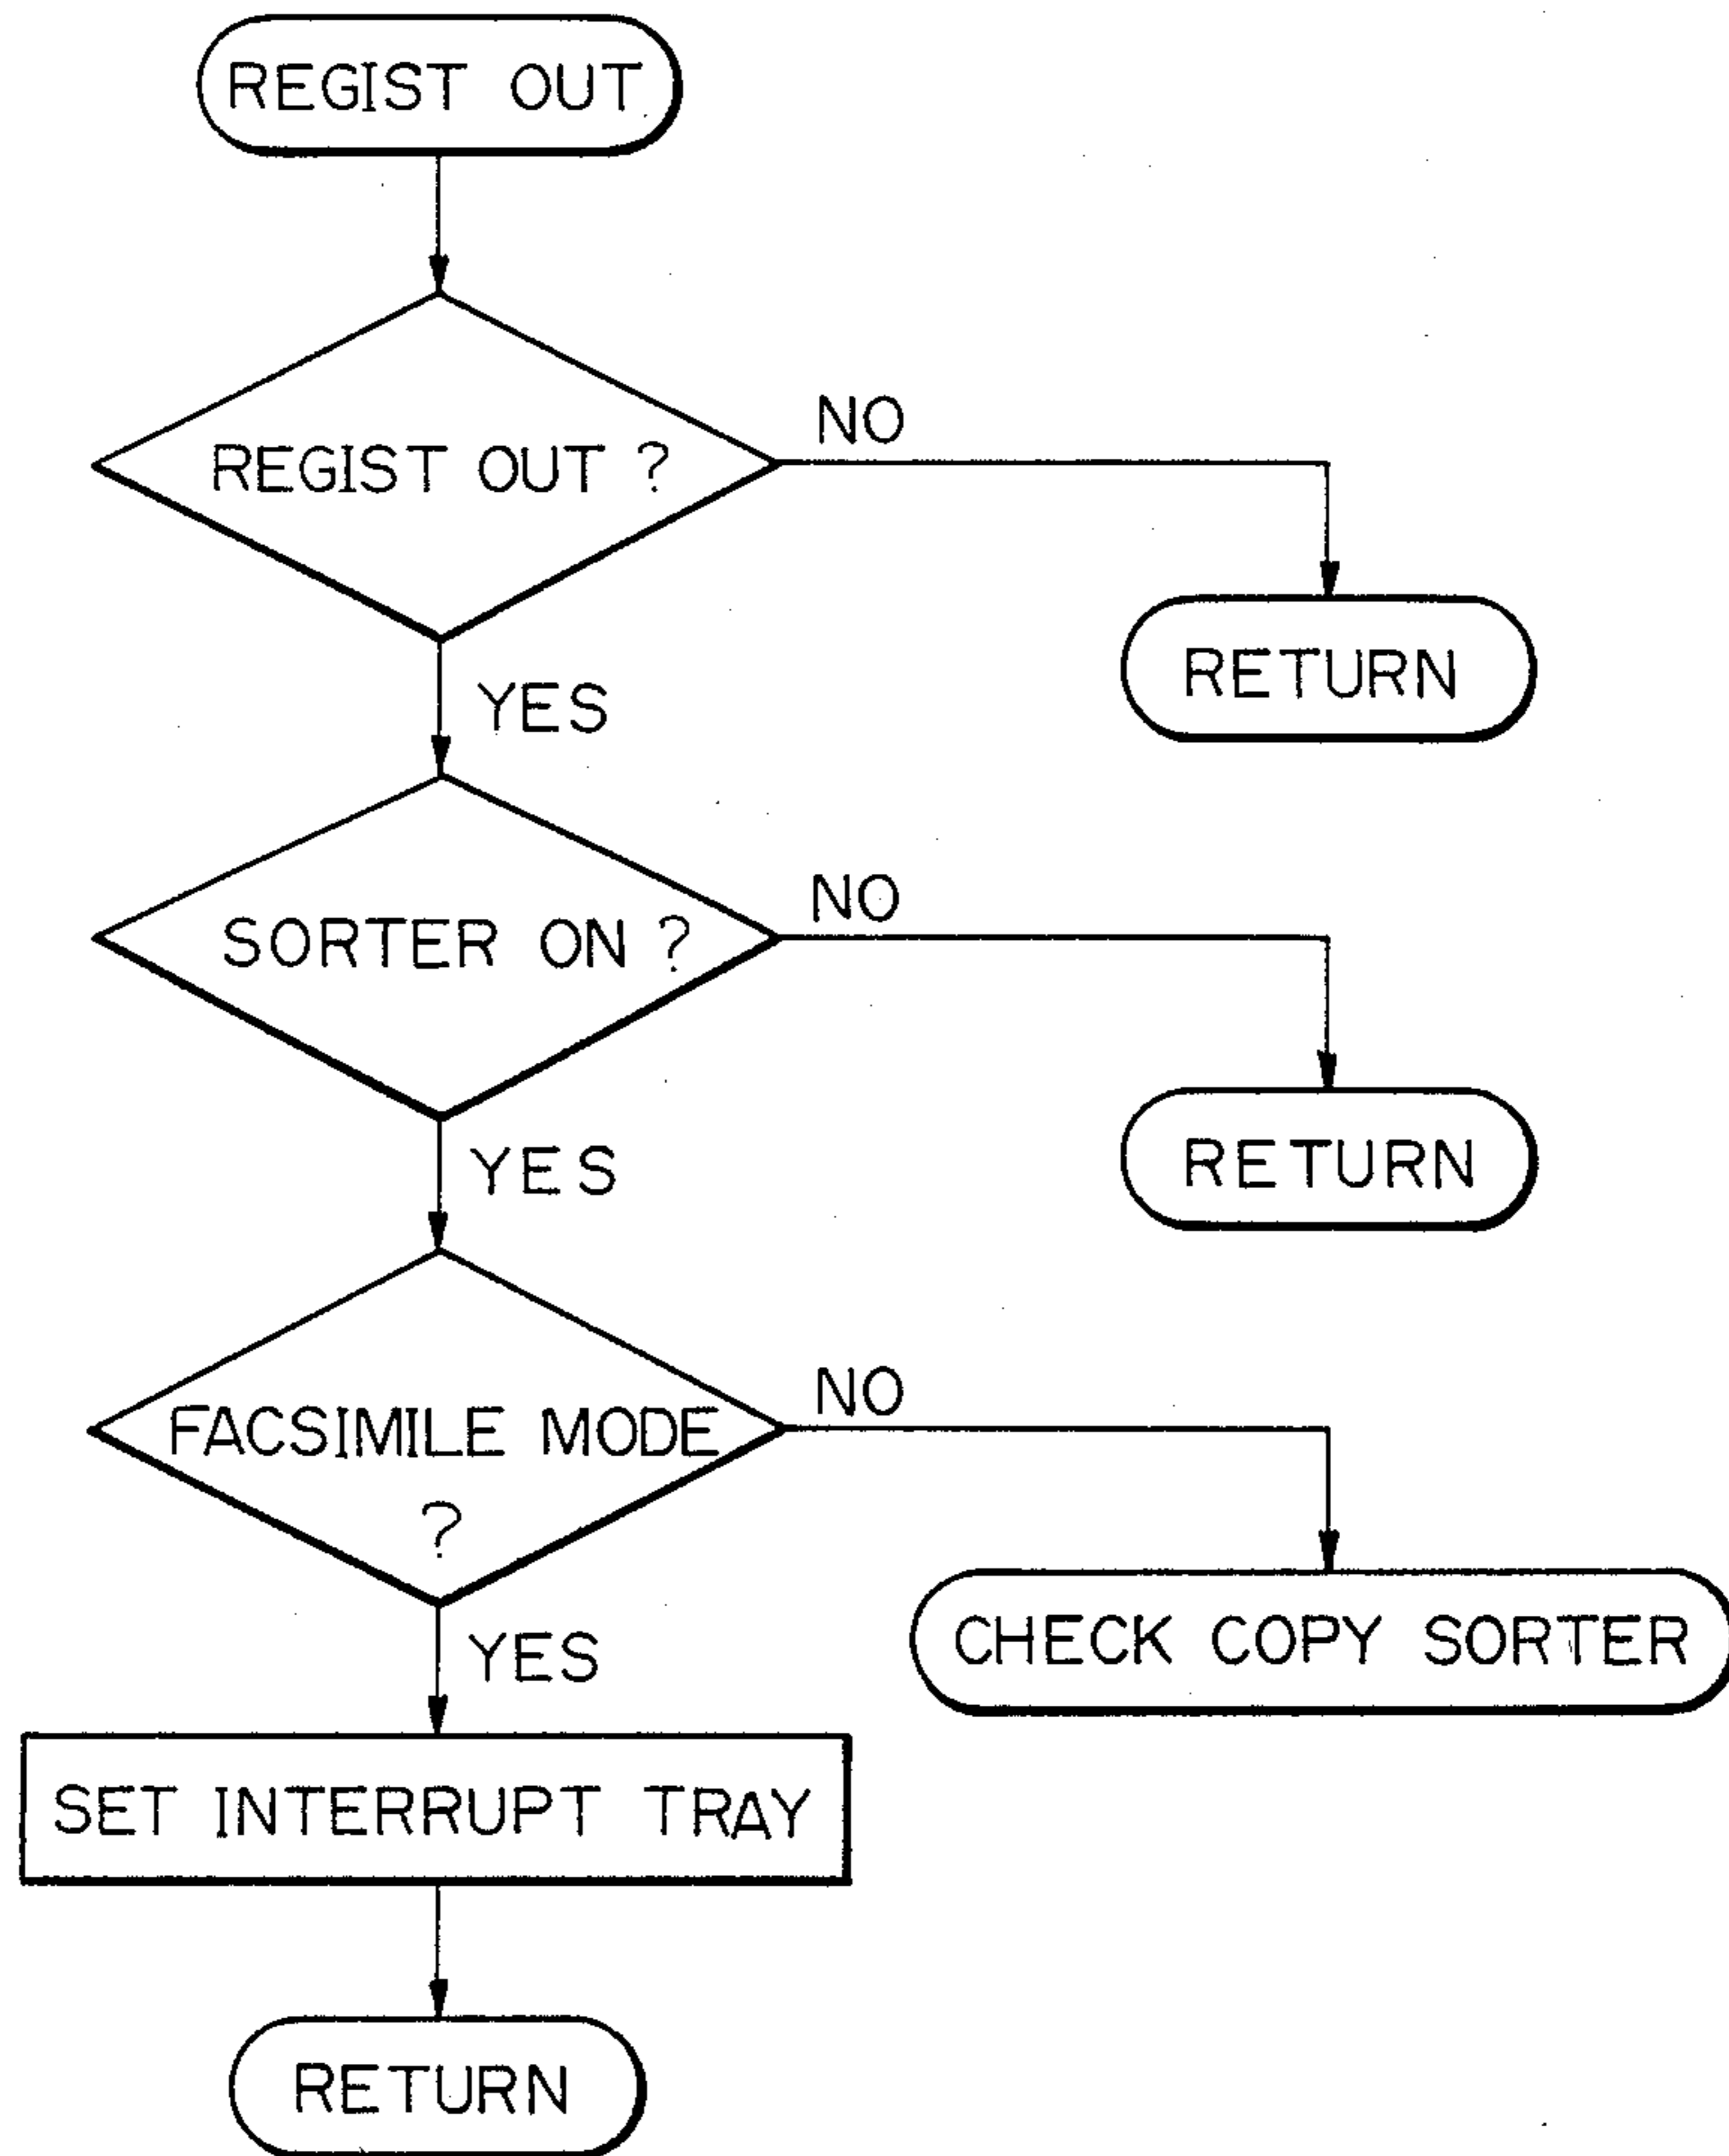 REGIST OUT
REGIST OUT ?
NO
RETURN
YES
SORTER ON ?
NO
RETURN
YES
FACSIMILE MODE
?
NO
CHECK COPY SORTER
YES
SET INTERRUPT TRAY
RETURN